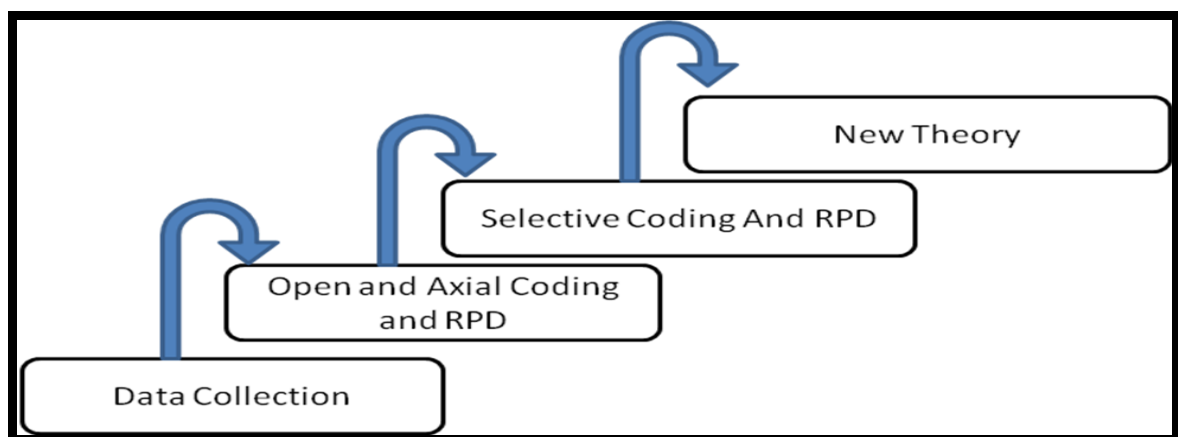 New Theory
Selective Coding And RPD
Open and Axial Coding
and RPD
Data Collection